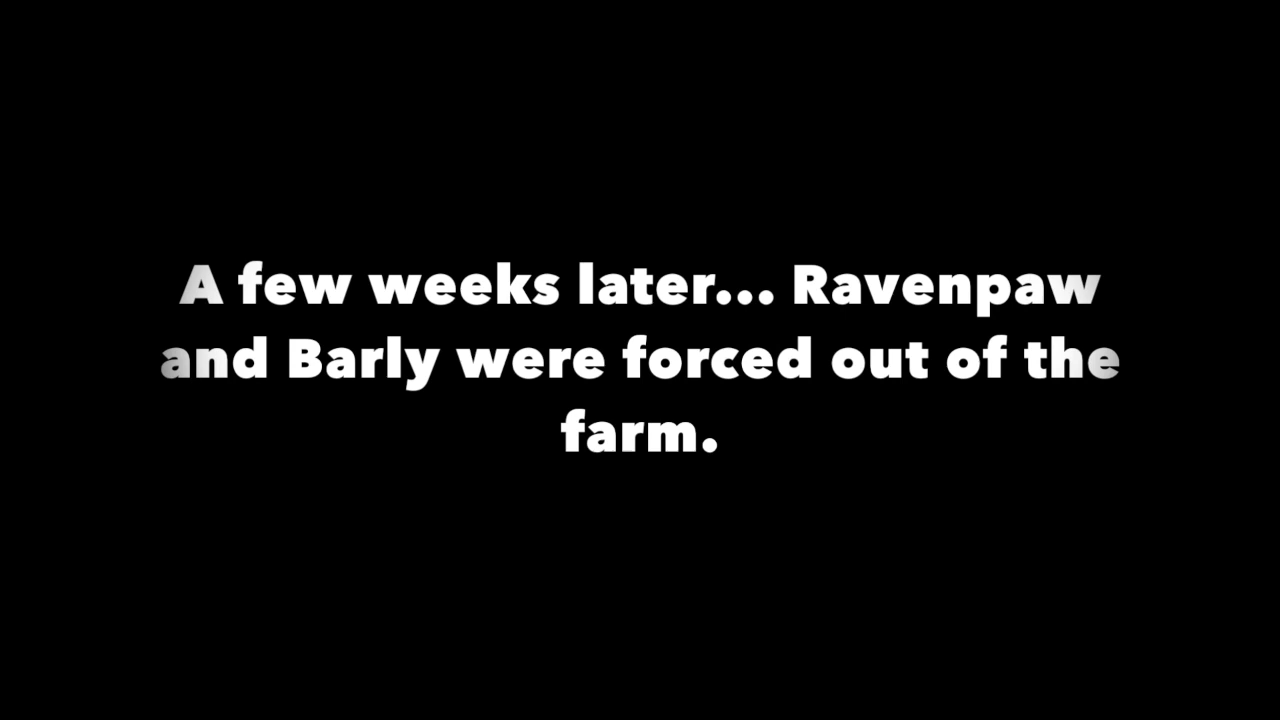 A few weeks later... Ravenpaw
and Barly were forced out of the
farm.